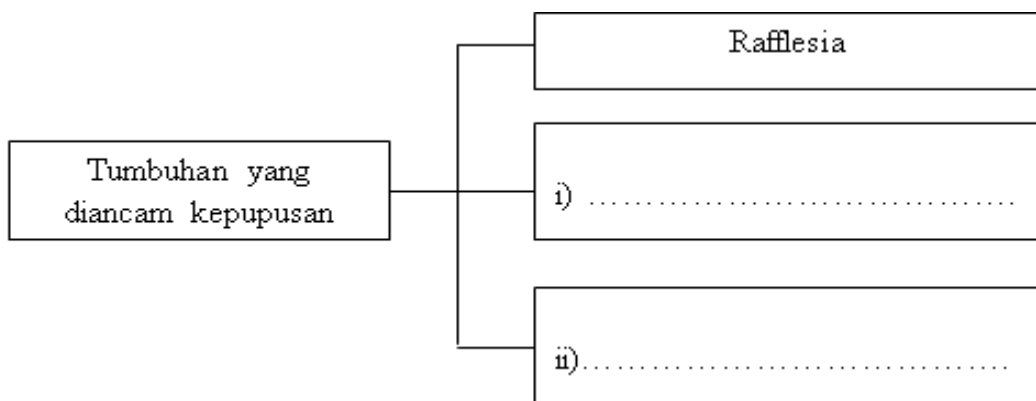 Rafflesia
Tumbuhan yang
diancam kepupusan
i) ......................................
ii)......................................